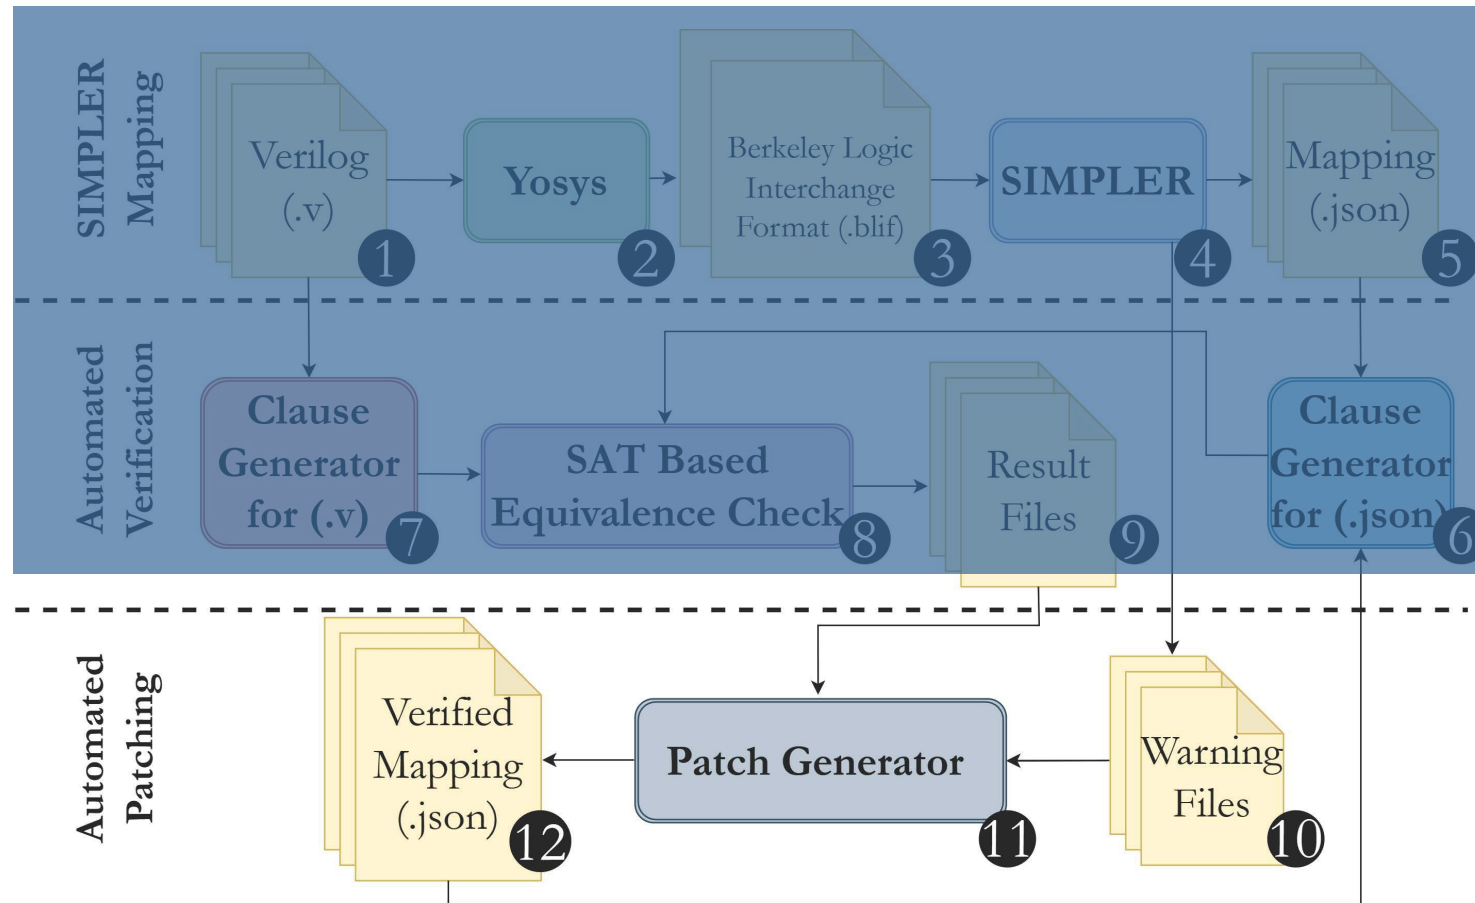 SIMPLER
Mapping
Verilog
(.v)
1
Yosys
2
Berkeley Logic
Interchange
Format (.blif)
3
SIMPLER
4
Mapping
(.json)
5
Automated
Verification
Clause
Generator
for (.v)
7
SAT Based
Equivalence Check
8
Result
Files
9
Clause
Generator
for (.json)
6
Automated
Patching
Verified
Mapping
(.json)
12
Patch Generator
11
Warning
Files
10